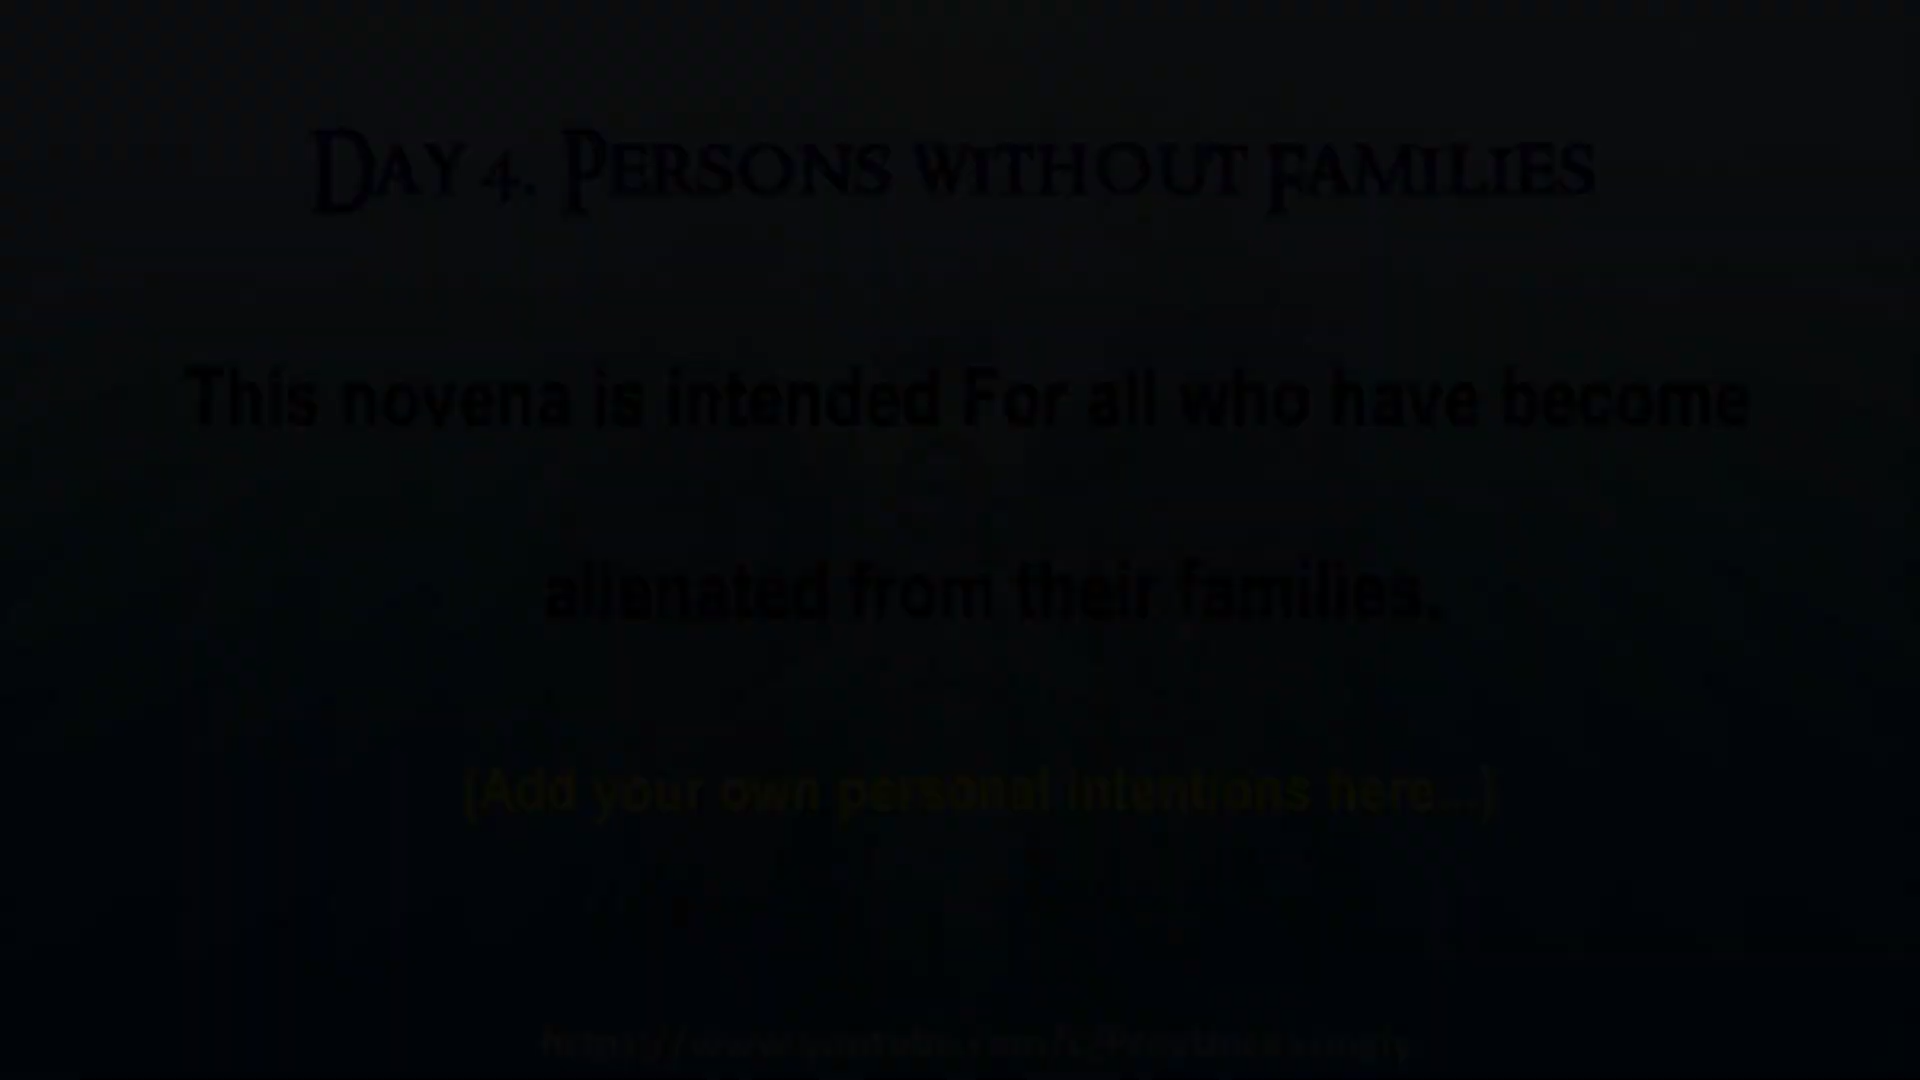 Day 4. Persons without Families
This novena is intended For all who have become
alienated from their families.
(Add your own personal intentions here...)